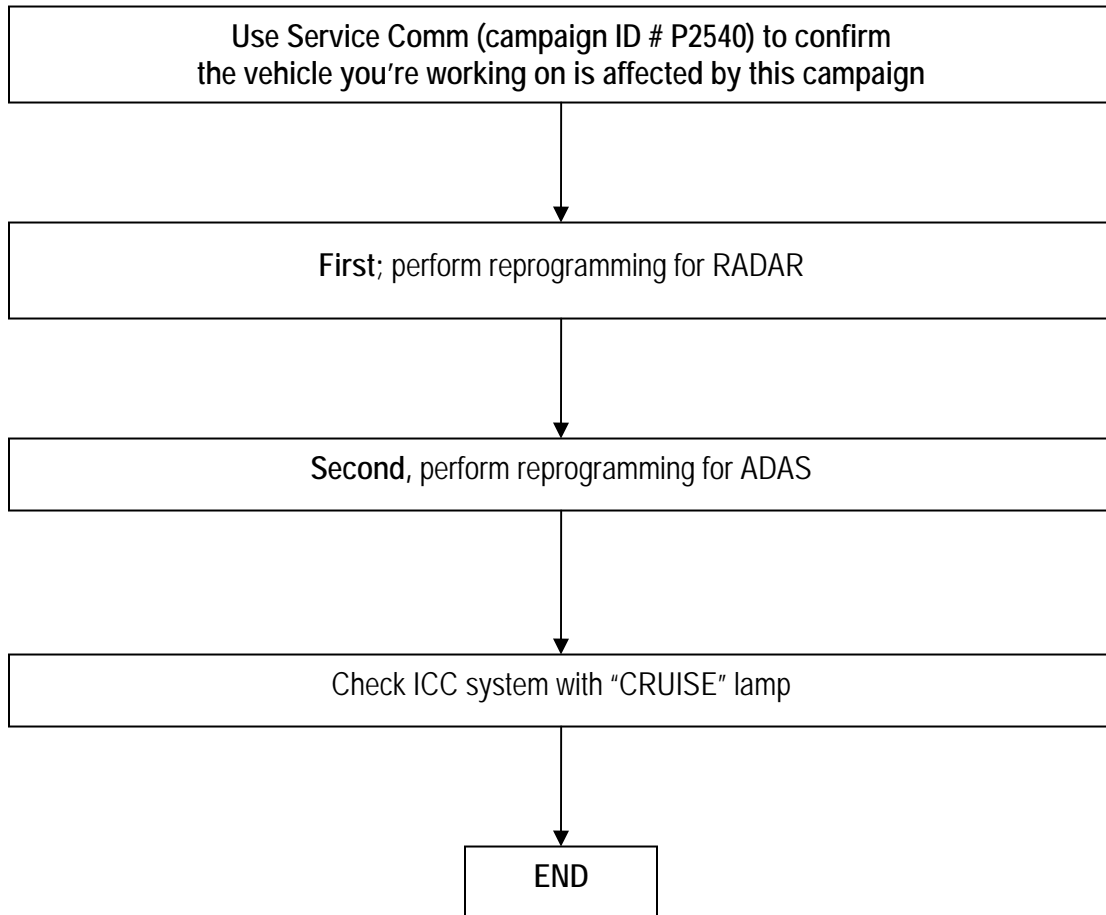 Use Service Comm (campaign ID # P2540) to confirm
the vehicle you're working on is affected by this campaign
First; perform reprogramming for RADAR
Second, perform reprogramming for ADAS
Check ICC system with “CRUISE” lamp
END